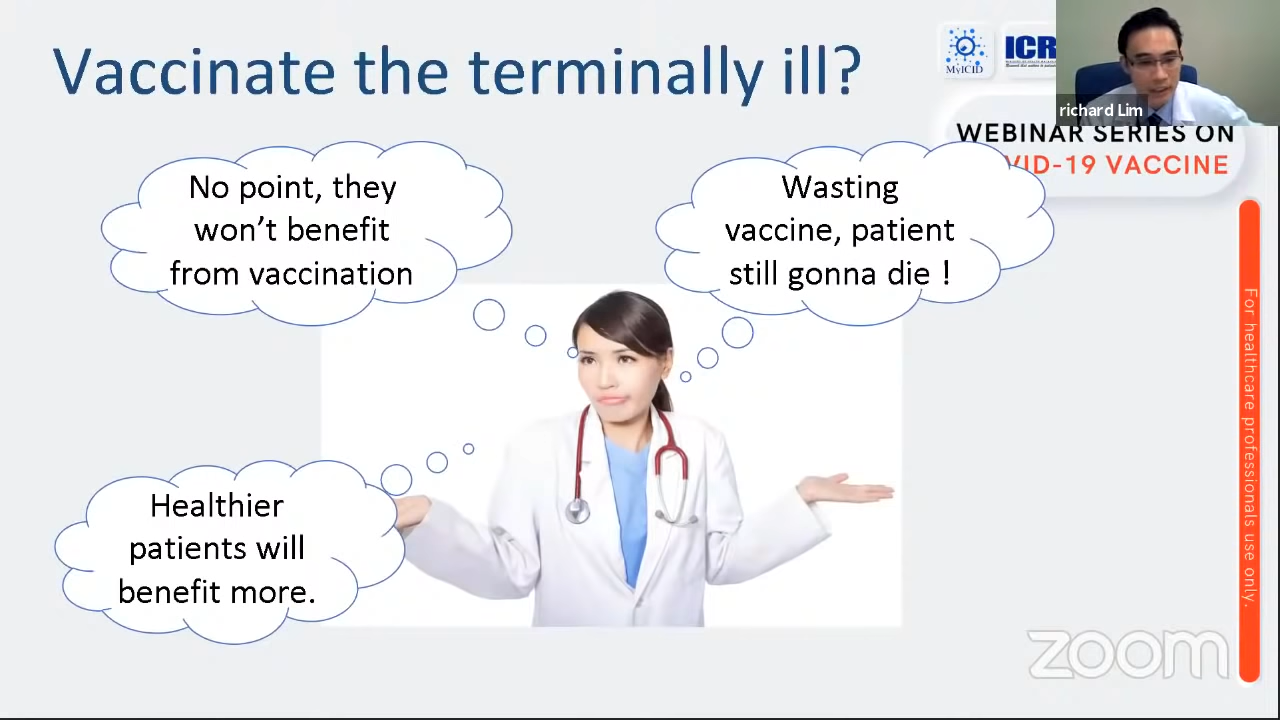 Vaccinate the terminally ill?
MyICID
ICR
richard Lim
WEBINAR SERIES ON
VID-19 VACCINE
No point, they
won’t benefit
from vaccination
Wasting
vaccine, patient
still gonna die !
Healthier
patients will
benefit more.
For healthcare professionals use only.
zoom